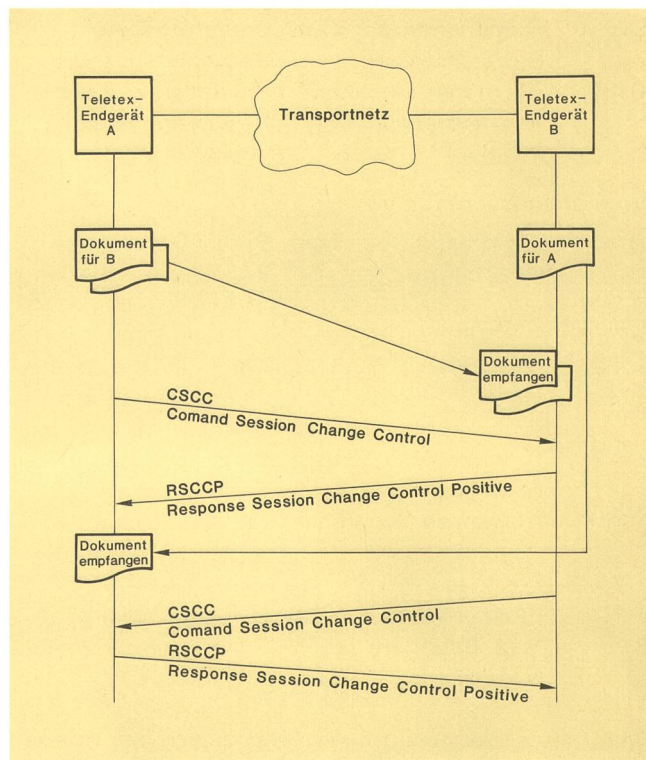 Teletex-
Endgerät
A
Transportnetz
Teletex-
Endgerät
B
Dokument
für B
Dokument
für A
Dokument
empfangen
CSCC
Comand Session Change Control
RSCCP
Response Session Change Control Positive
Dokument
empfangen
CSCC
Comand Session Change Control
RSCCP
Response Session Change Control Positive